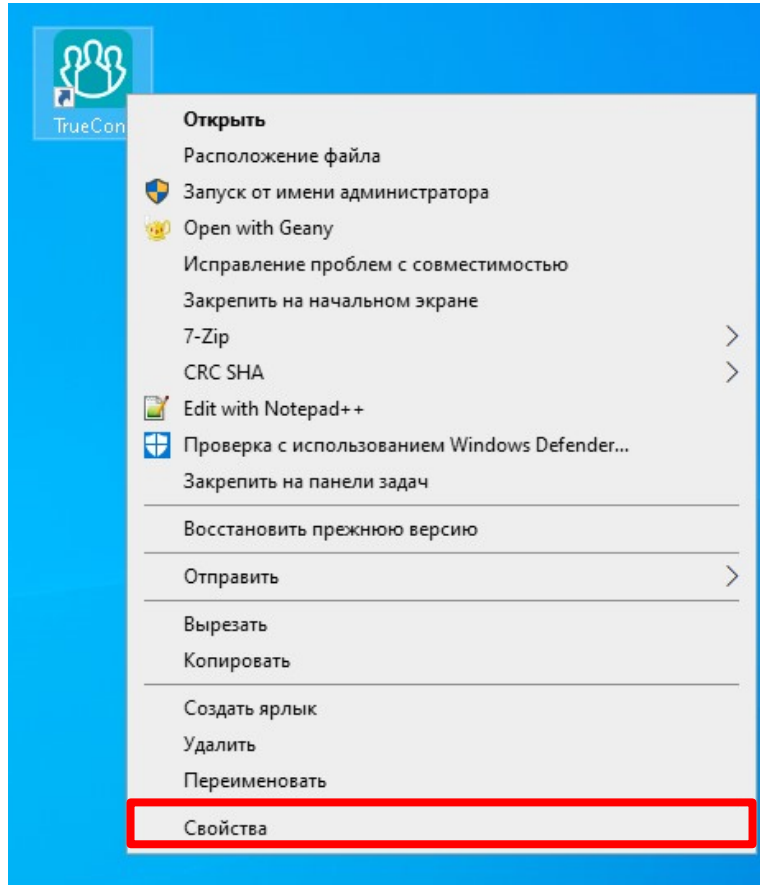 TrueCon
Открыть
Расположение файла
Запуск от имени администратора
Open with Geany
Исправление проблем с совместимостью
Закрепить на начальном экране
7-Zip
CRC SHA
Edit with Notepad++
Проверка с использованием Windows Defender...
Закрепить на панели задач
Восстановить прежнюю версию
Отправить
Вырезать
Копировать
Создать ярлык
Удалить
Переименовать
Свойства